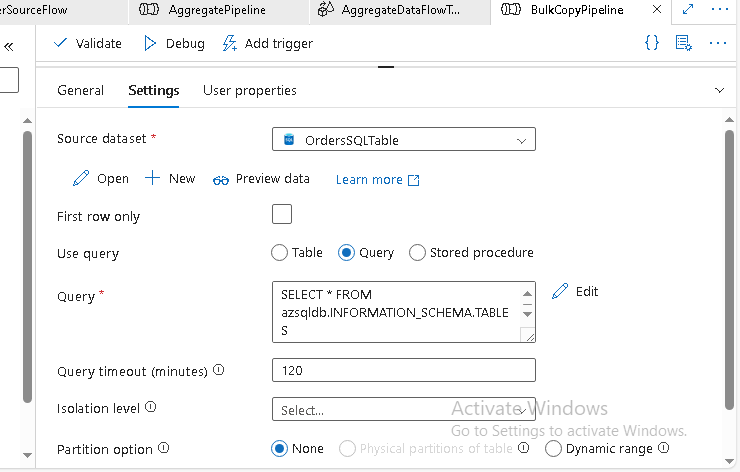 erSourceFlow AggregatePipeline AggregateDataFlowT... BulkCopyPipeline
Validate Debug Add trigger
General Settings User properties
Source dataset * OrdersSQLTable
Open New Preview data Learn more
First row only
Use query Table Query Stored procedure
Query * SELECT * FROM
azsqldb.INFORMATION_SCHEMA.TABLE
S
Edit
Query timeout (minutes) 120
Isolation level Select...
Activate Windows
Go to Settings to activate Windows.
Partition option None Physical partitions of table Dynamic range